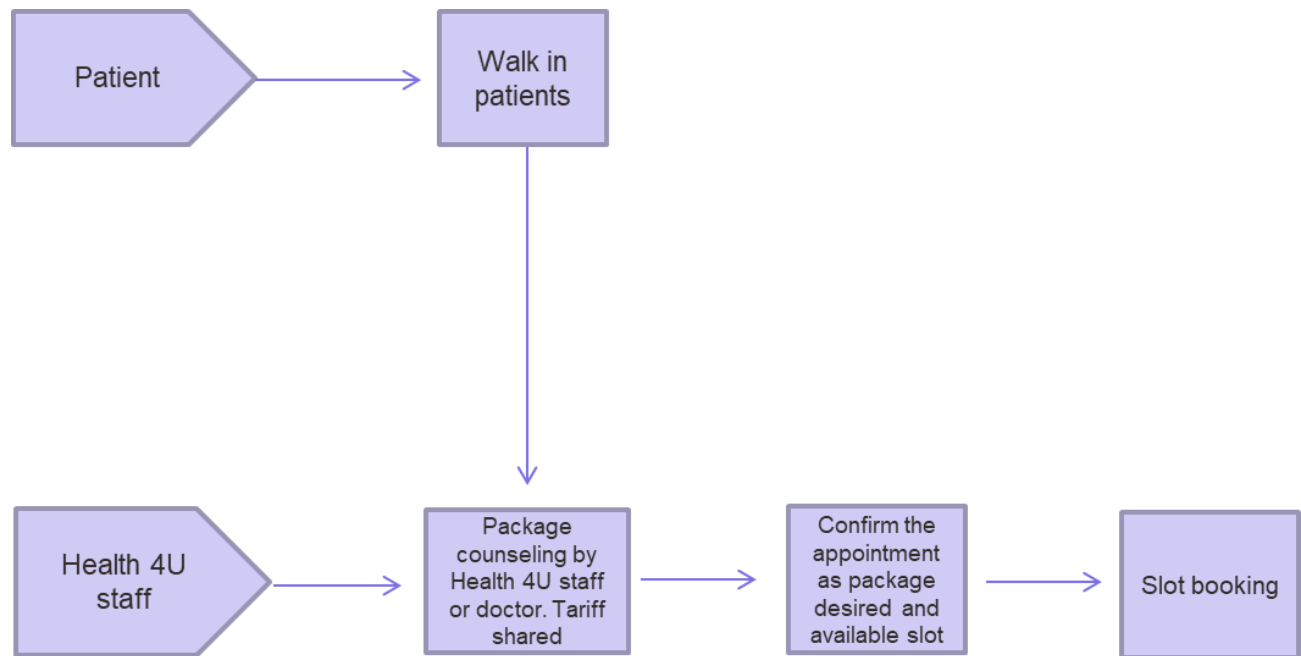 Patient
Walk in
patients
Health 4U
staff
Package
counseling by
Health 4U staff
or doctor. Tariff
shared
Confirm the
appointment
as package
desired and
available slot
Slot booking